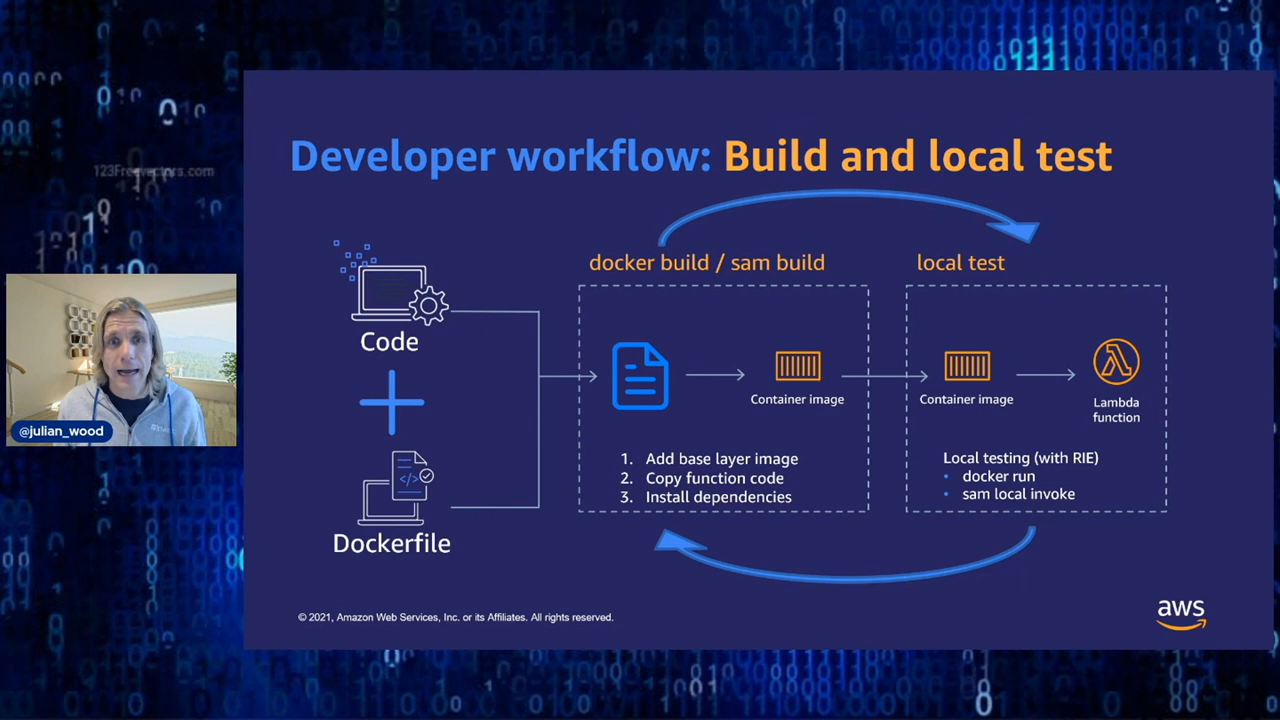 123Freevectors.com
Developer workflow: Build and local test
docker build / sam build
local test
Code
Container image
Container image
Lambda
function
Dockerfile
1. Add base layer image
2. Copy function code
3. Install dependencies
Local testing (with RIE)
• docker run
• sam local invoke
@julian_wood
© 2021, Amazon Web Services, Inc. or its Affiliates. All rights reserved.
aws